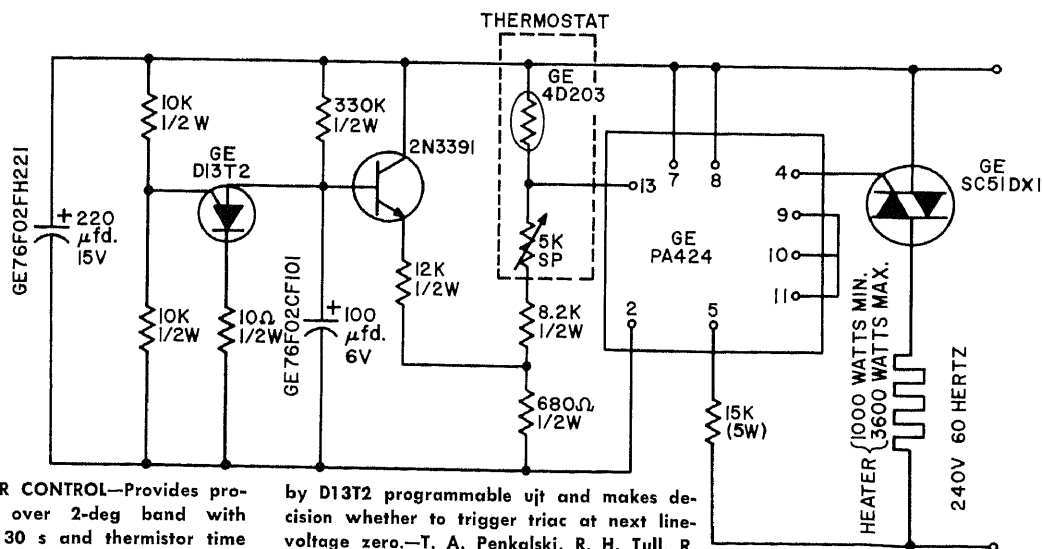 THERMOSTAT
GE
4D203
10K
1/2 W
330K
1/2W
2N3391
GE
D13T2
GE76F02FH221
+ 220
μfd.
15V
10K
1/2W
10Ω
1/2W
GE76F02CF101
+
100
μfd.
6V
12K
1/2W
5K
SP
8.2K
1/2W
680Ω
1/2W
13
7
8
4
9
10
11
2
5
GE
PA424
15K
(5W)
GE
SC51DX1
HEATER { 1000 WATTS MIN.
3600 WATTS MAX.
240V 60 HERTZ
R CONTROL—Provides pro-
over 2-deg band with
30 s and thermistor time
by D13T2 programmable ujt and makes de-
cision whether to trigger triac at next line-
voltage zero.—T. A. Penkalski, R. H. Tull, R